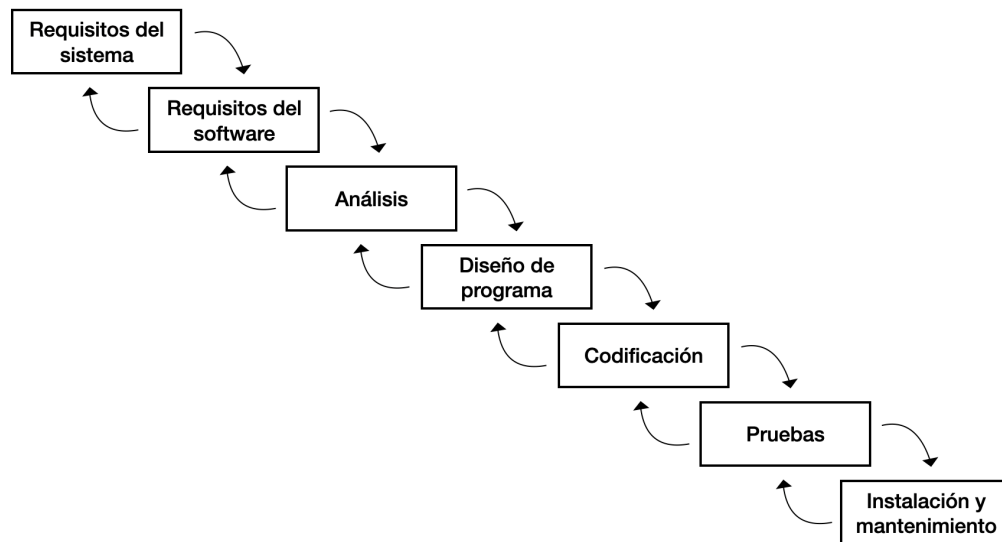 Requisitos del
sistema
Requisitos del
software
Análisis
Diseño de
programa
Codificación
Pruebas
Instalación y
mantenimiento